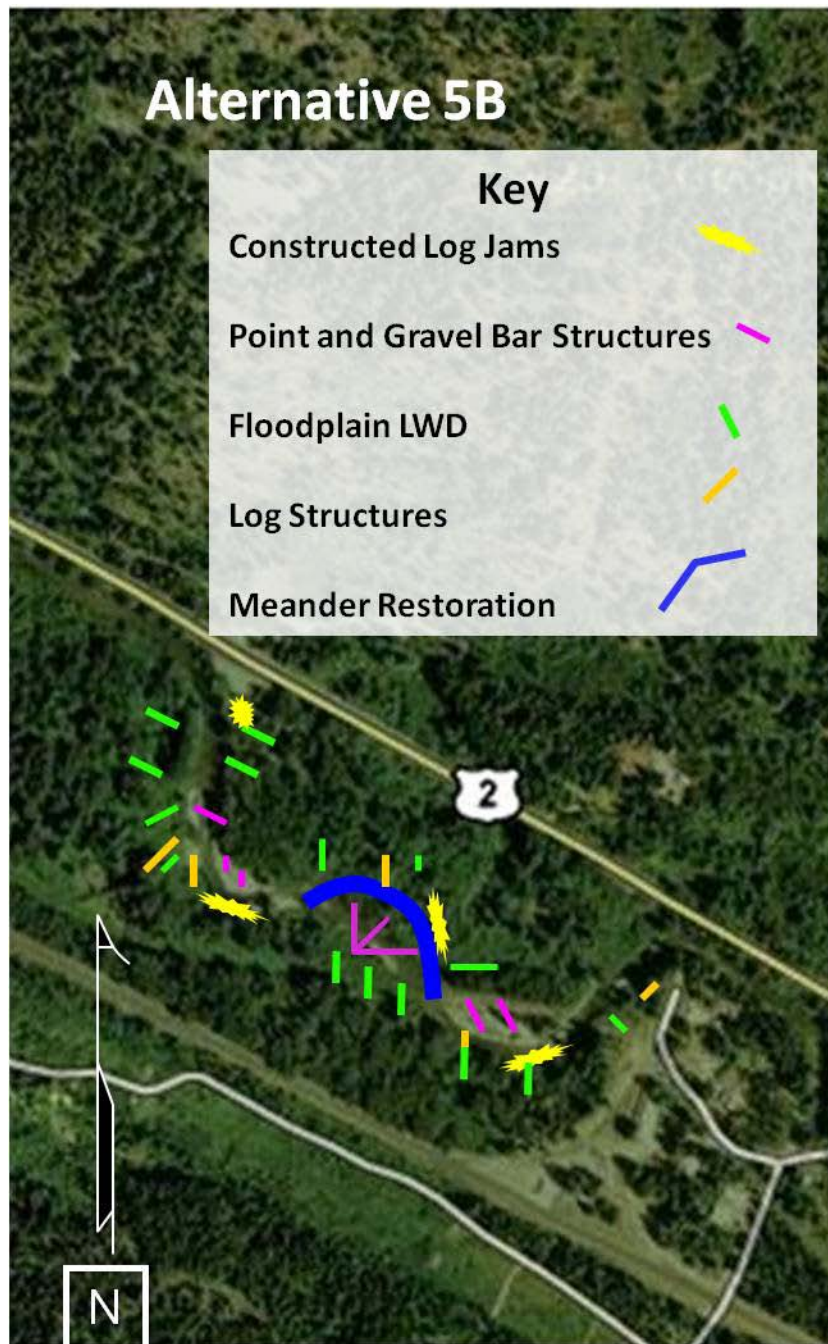 Alternative 5B
Key
Constructed Log Jams
Point and Gravel Bar Structures
Floodplain LWD
Log Structures
Meander Restoration
2
N